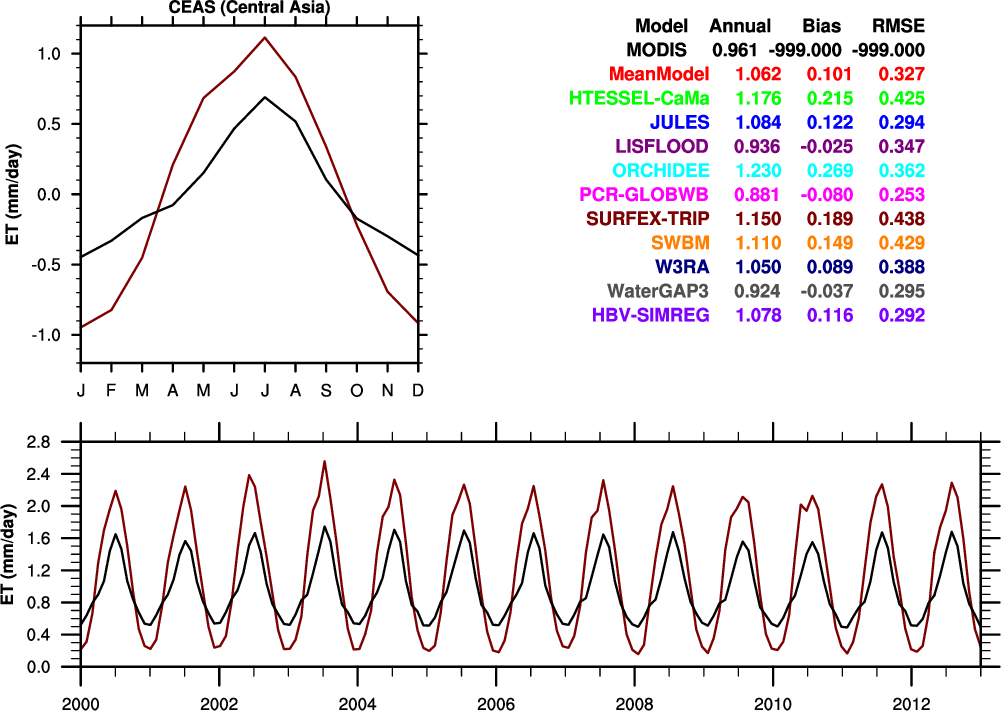 CEAS (Central Asia)
ET (mm/day)
1.0
0.5
0.0
-0.5
-1.0
J F M A M J J A S O N D
Model Annual Bias RMSE
MODIS 0.961 -999.000 -999.000
MeanModel 1.062 0.101 0.327
HTESSEL-CaMa 1.176 0.215 0.425
JULES 1.084 0.122 0.294
LISFLOOD 0.936 -0.025 0.347
ORCHIDEE 1.230 0.269 0.362
PCR-GLOBWB 0.881 -0.080 0.253
SURFEX-TRIP 1.150 0.189 0.438
SWBM 1.110 0.149 0.429
W3RA 1.050 0.089 0.388
WaterGAP3 0.924 -0.037 0.295
HBV-SIMREG 1.078 0.116 0.292
ET (mm/day)
2.8
2.4
2.0
1.6
1.2
0.8
0.4
0.0
2000 2002 2004 2006 2008 2010 2012